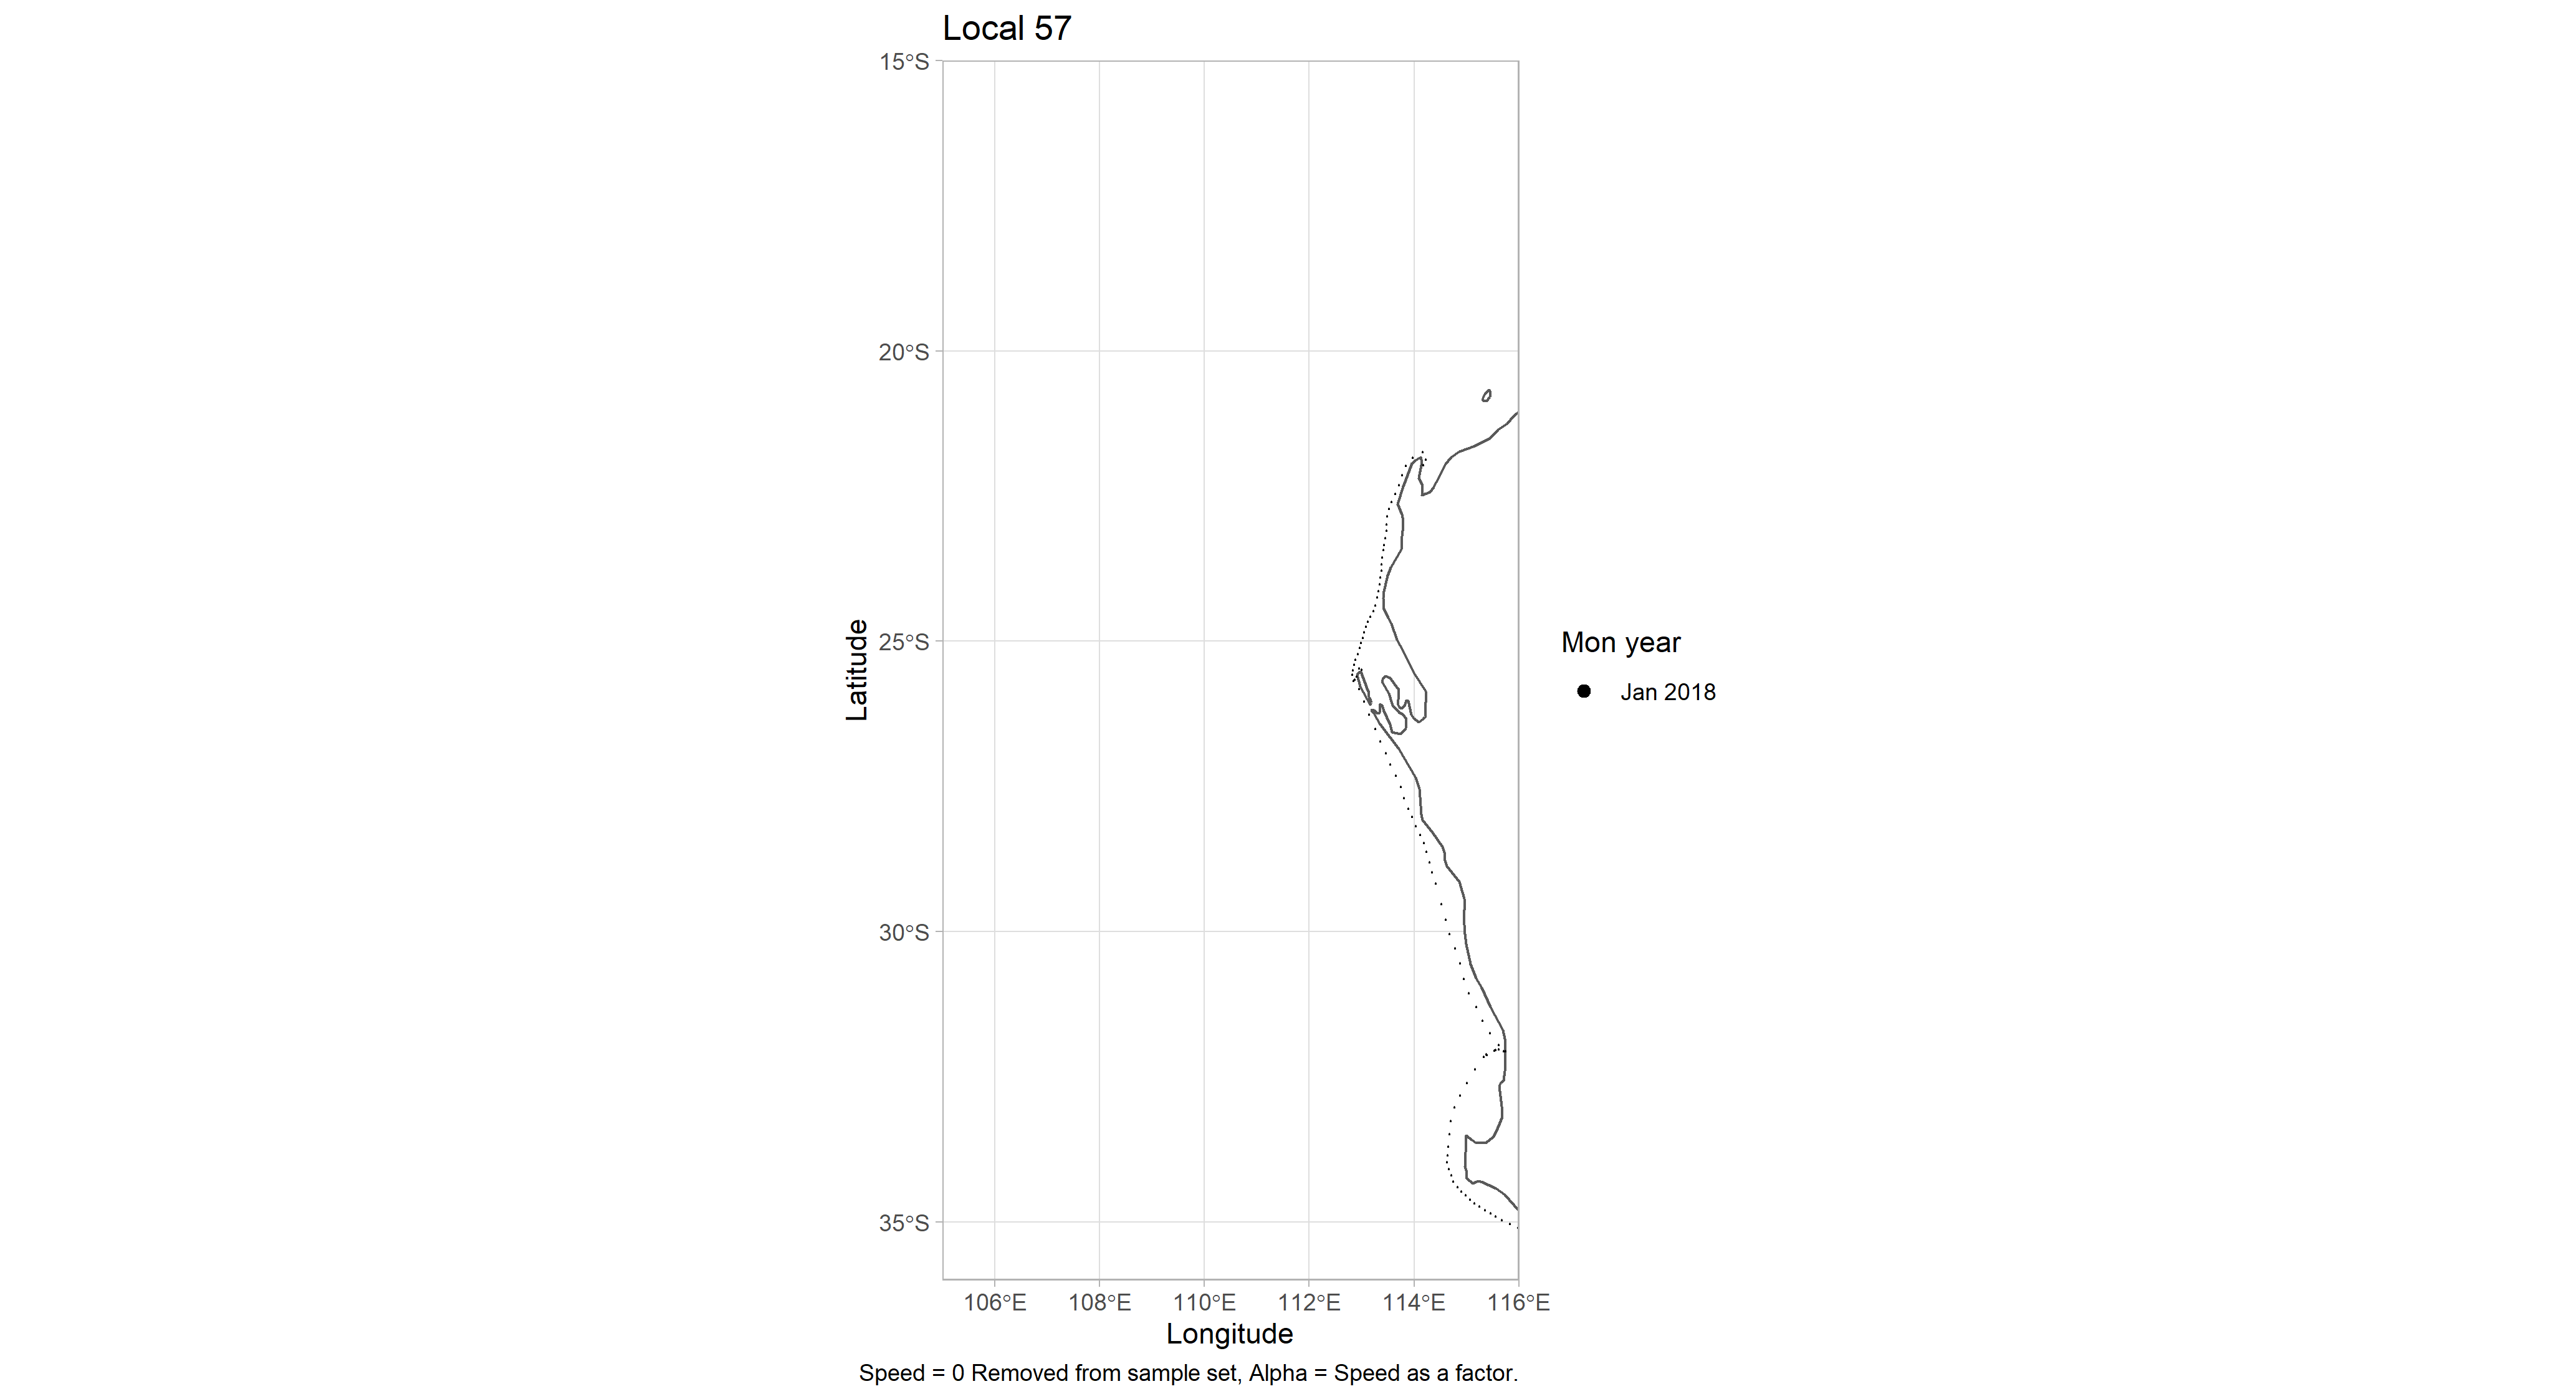 Local 57
15°S
20°S
25°S
30°S
35°S
Latitude
106°E 108°E 110°E 112°E 114°E 116°E
Longitude
Mon year
Jan 2018
Speed = 0 Removed from sample set, Alpha = Speed as a factor.